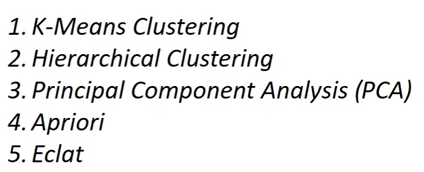 1. K-Means Clustering
2. Hierarchical Clustering
3. Principal Component Analysis (PCA)
4. Apriori
5. Eclat